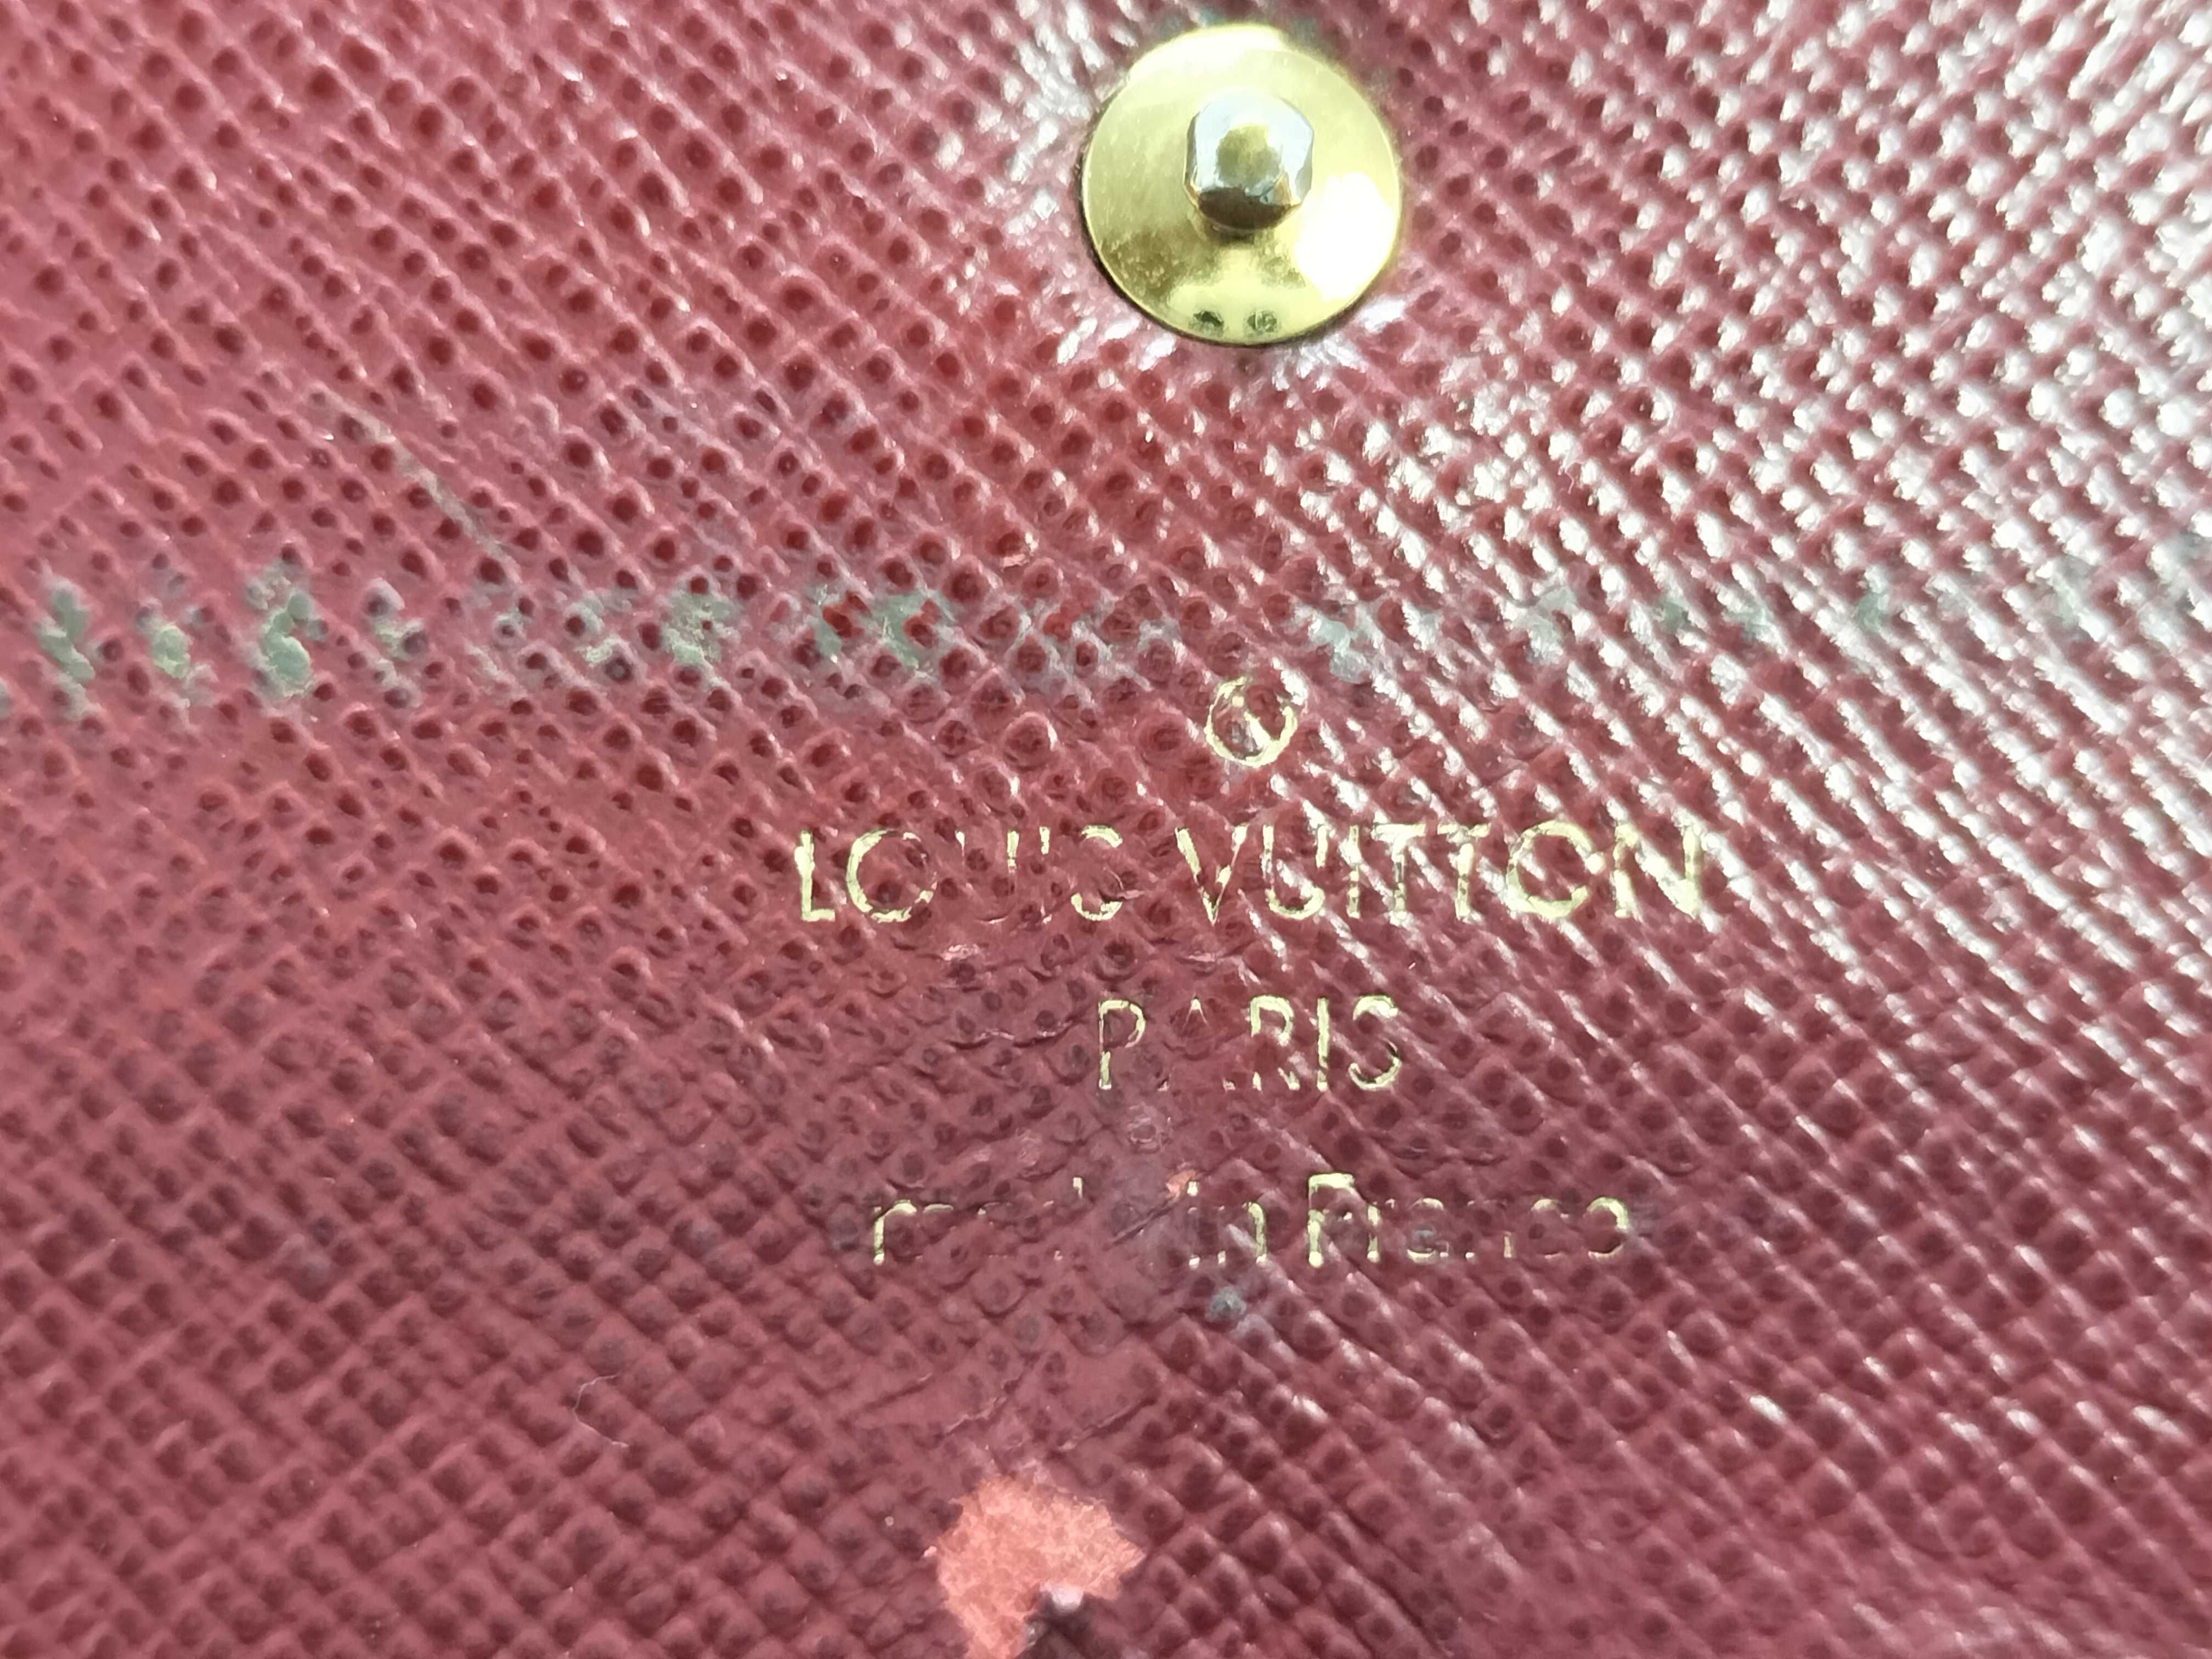 Ⓛ
LOUIS VUITTON
PARIS
made in France